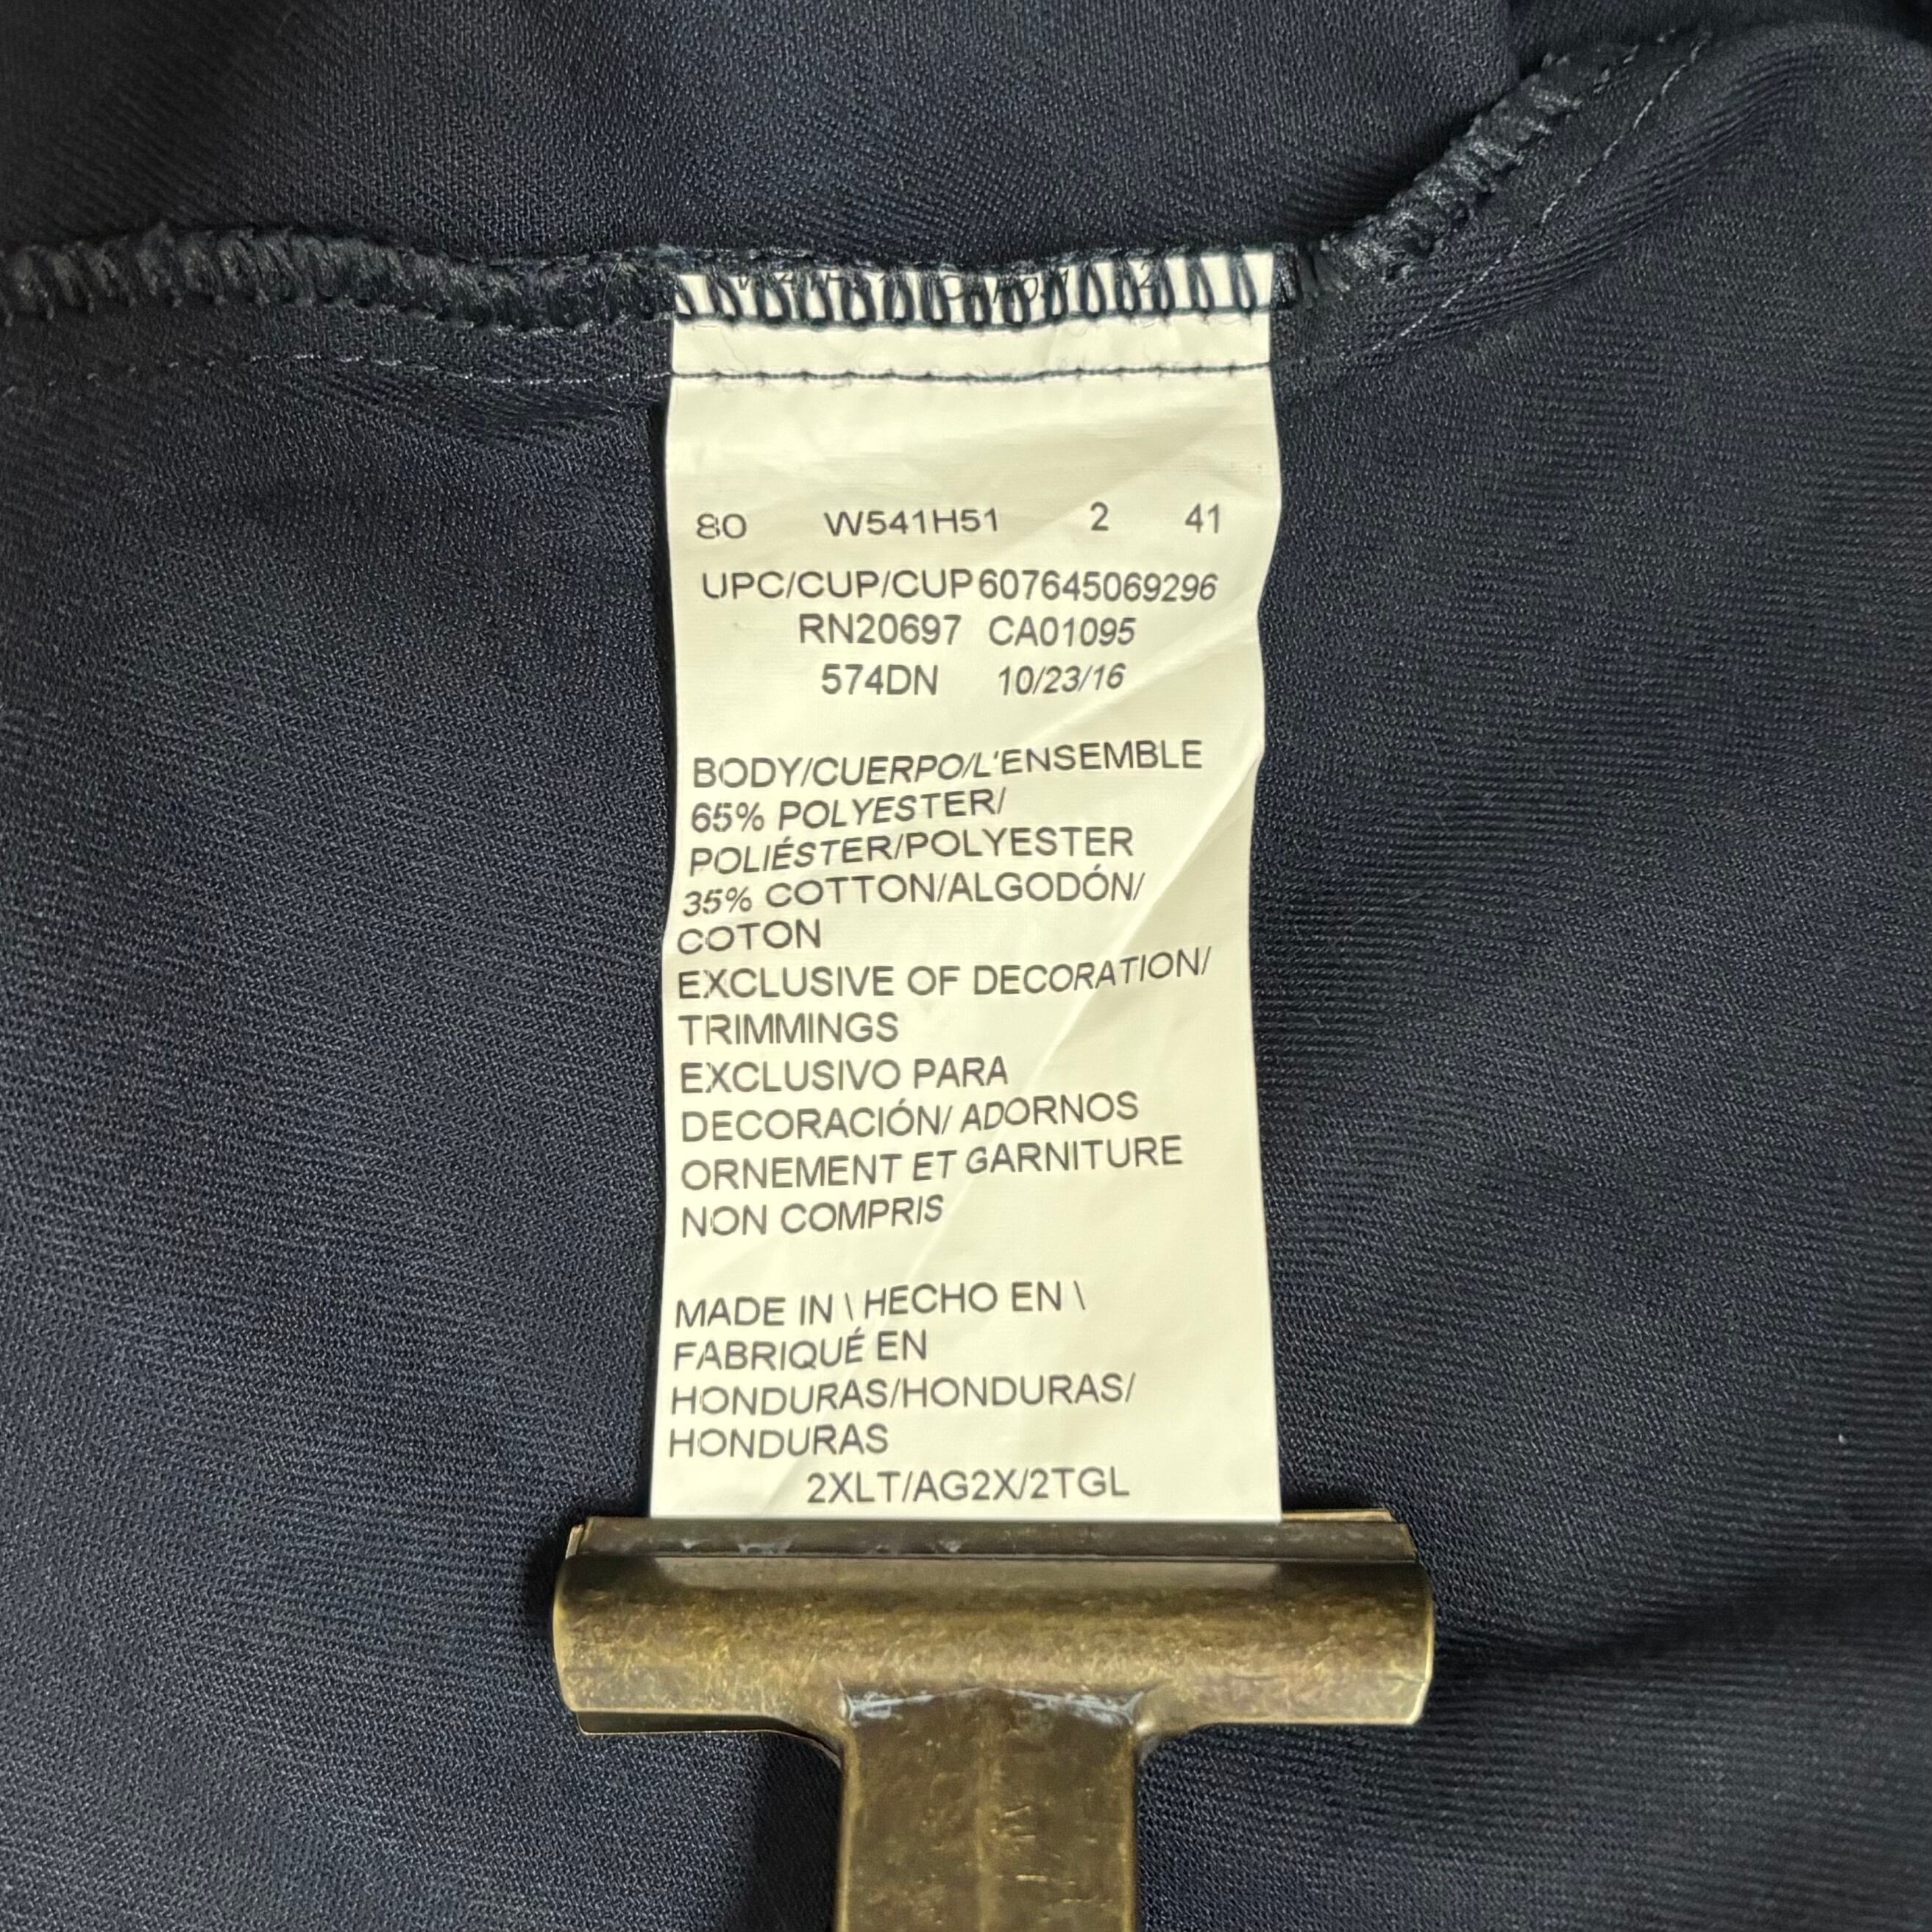 80 W541H51 2 41
UPC/CUP/CUP607645069296
RN20697 CA01095
574DN 10/23/16
BODY/CUERPO/L'ENSEMBLE
65% POLYESTER/
POLIÉSTER/POLYESTER
35% COTTON/ALGODÓN/
COTON
EXCLUSIVE OF DECORATION/
TRIMMINGS
EXCLUSIVO PARA
DECORACIÓN/ ADORNOS
ORNEMENT ET GARNITURE
NON COMPRIS
MADE IN \ HECHO EN \
FABRIQUÉ EN
HONDURAS/HONDURAS/
HONDURAS
2XLT/AG2X/2TGL